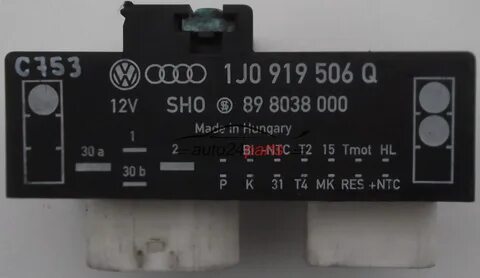 C753
1J0 919 506 Q
12V SHO 89 8038 000
Made in Hungary
1
30 a 2 BI -NTC T2 15 Tmot HL
30 b
P K 31 T4 MK RES +NTC